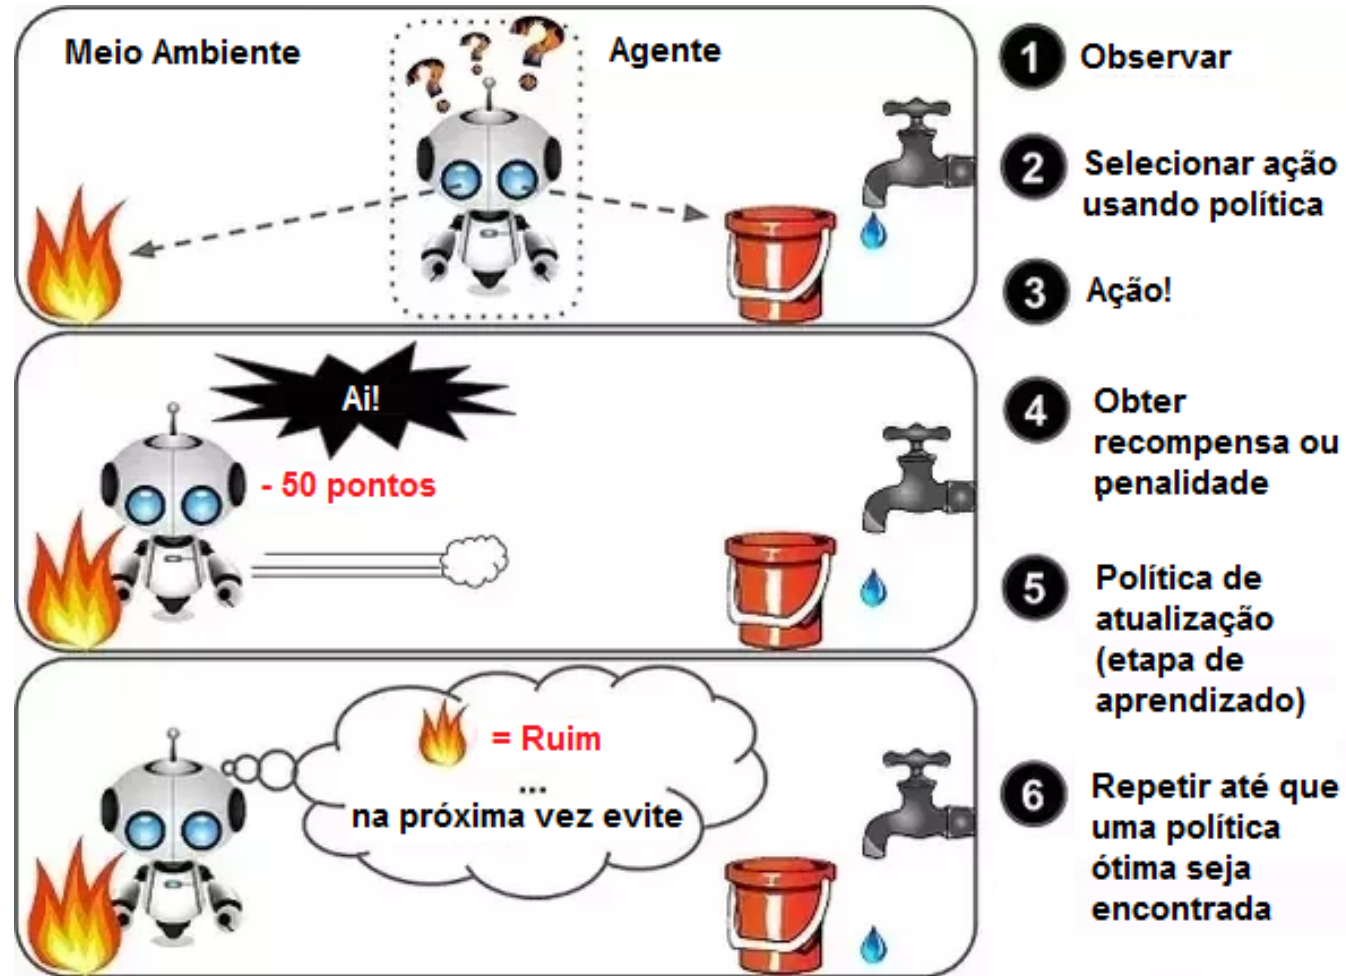 Meio Ambiente
Agente
Ai!
- 50 pontos
= Ruim
...
na próxima vez evite
1 Observar
2 Selecionar ação
usando política
3 Ação!
4 Obter
recompensa ou
penalidade
5 Política de
atualização
(etapa de
aprendizado)
6 Repetir até que
uma política
ótima seja
encontrada